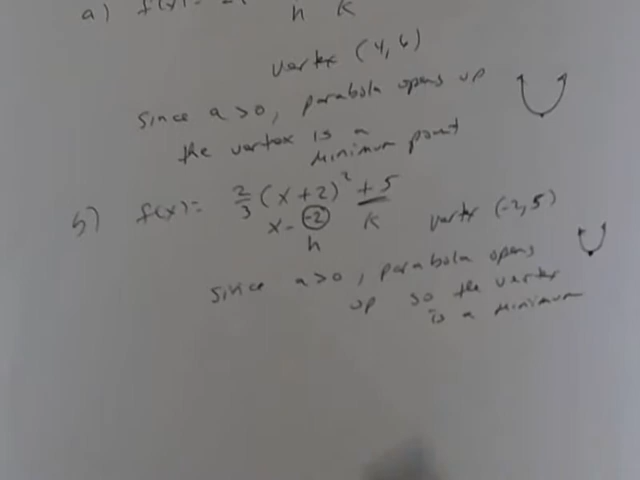 a) f(x) =
h K
vertex (4, 6)
Since a > 0, parabola opens up
the vertex is a
minimum point
b) f(x) = 2/3 (x + 2)² + 5
x - -2 K vertex (-2, 5)
h
Since a > 0, parabola opens
up so the vertex
is a minimum